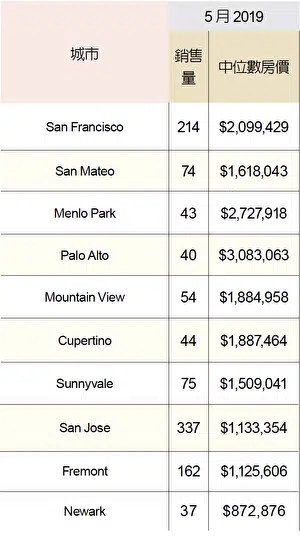 5 月 2019
城市 銷售量 中位數房價
San Francisco 214 $2,099,429
San Mateo 74 $1,618,043
Menlo Park 43 $2,727,918
Palo Alto 40 $3,083,063
Mountain View 54 $1,884,958
Cupertino 44 $1,887,464
Sunnyvale 75 $1,509,041
San Jose 337 $1,133,354
Fremont 162 $1,125,606
Newark 37 $872,876